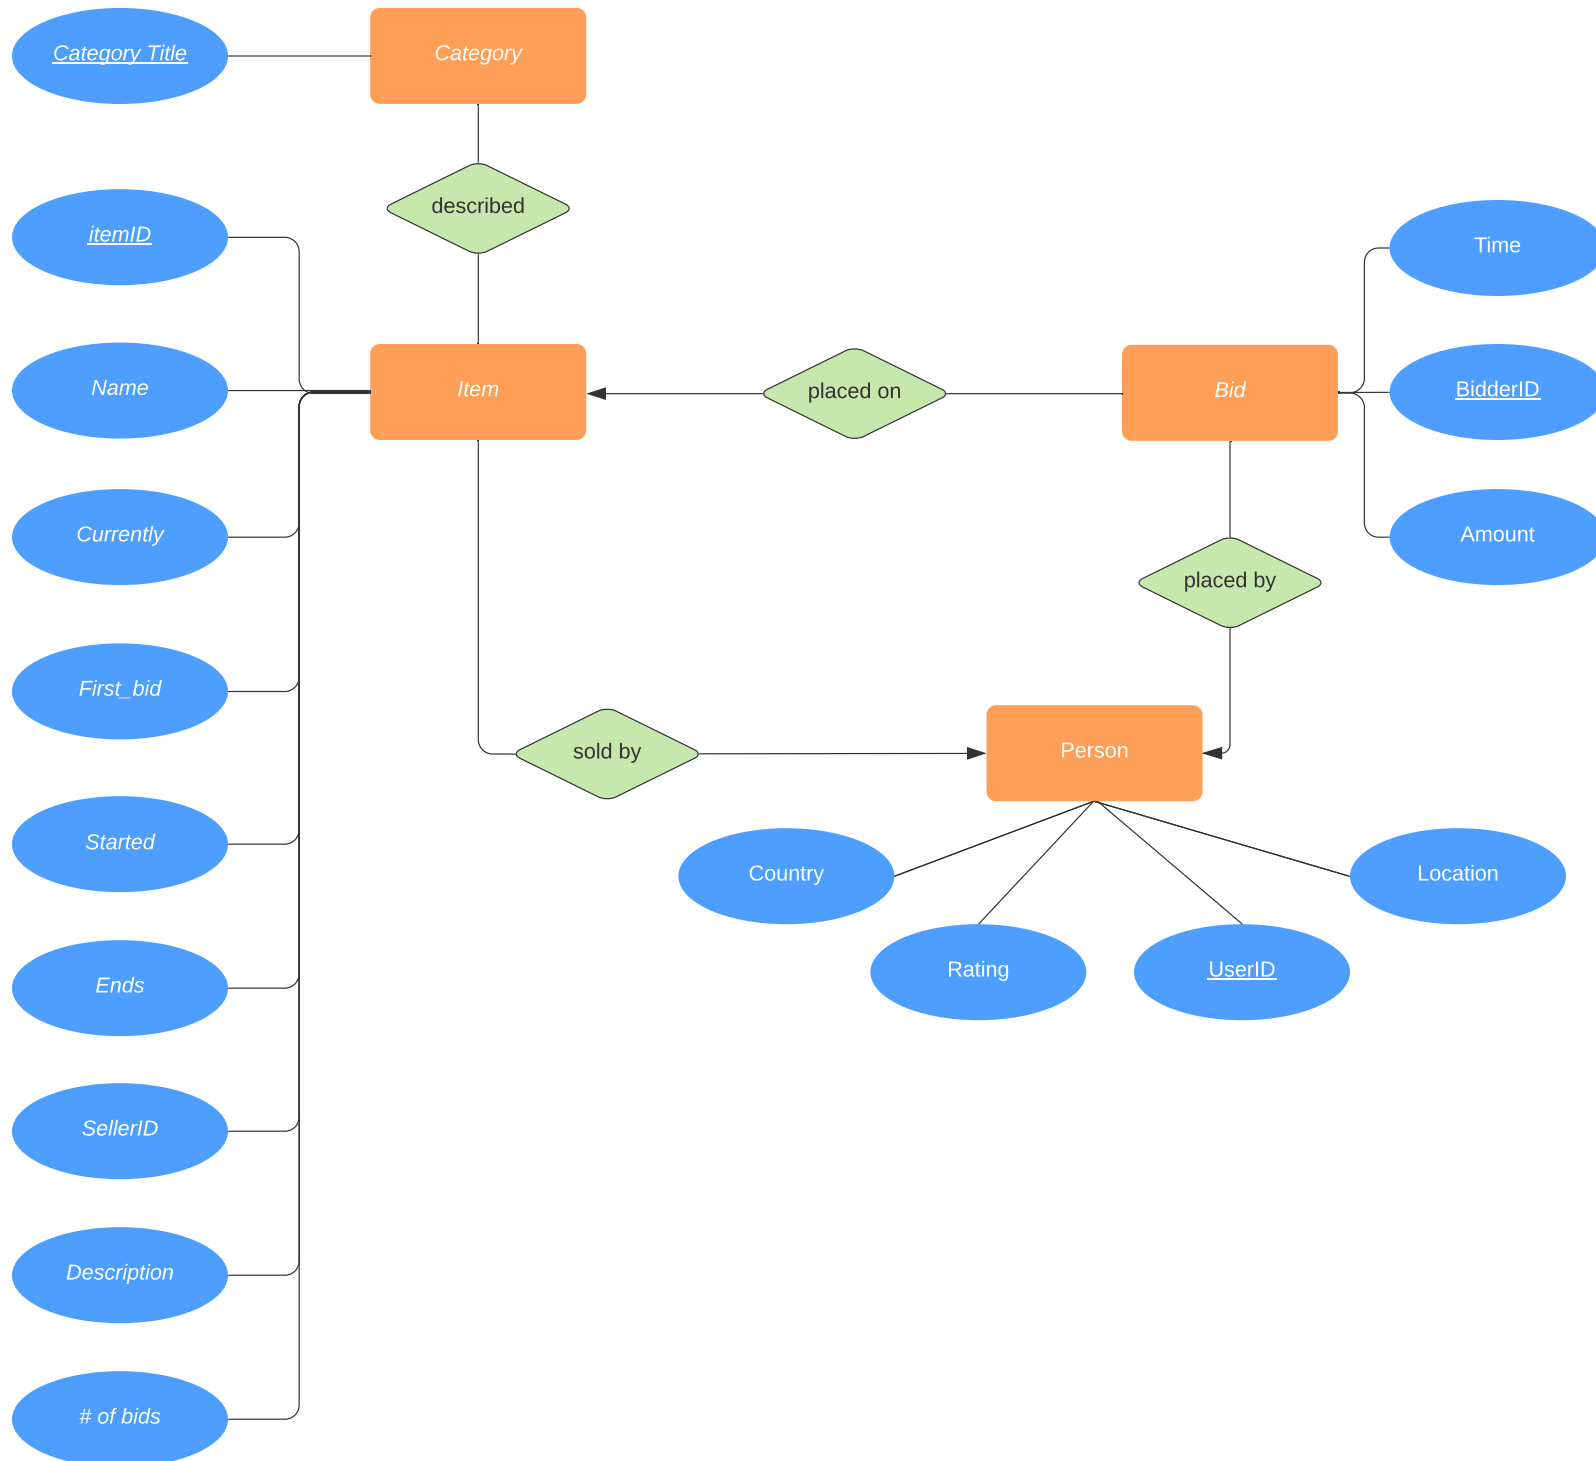 Category Title
Category
described
itemID
Time
Name
Item
placed on
Bid
BidderID
Currently
Amount
placed by
First_bid
sold by
Person
Started
Country
Location
Rating
UserID
Ends
SellerID
Description
# of bids